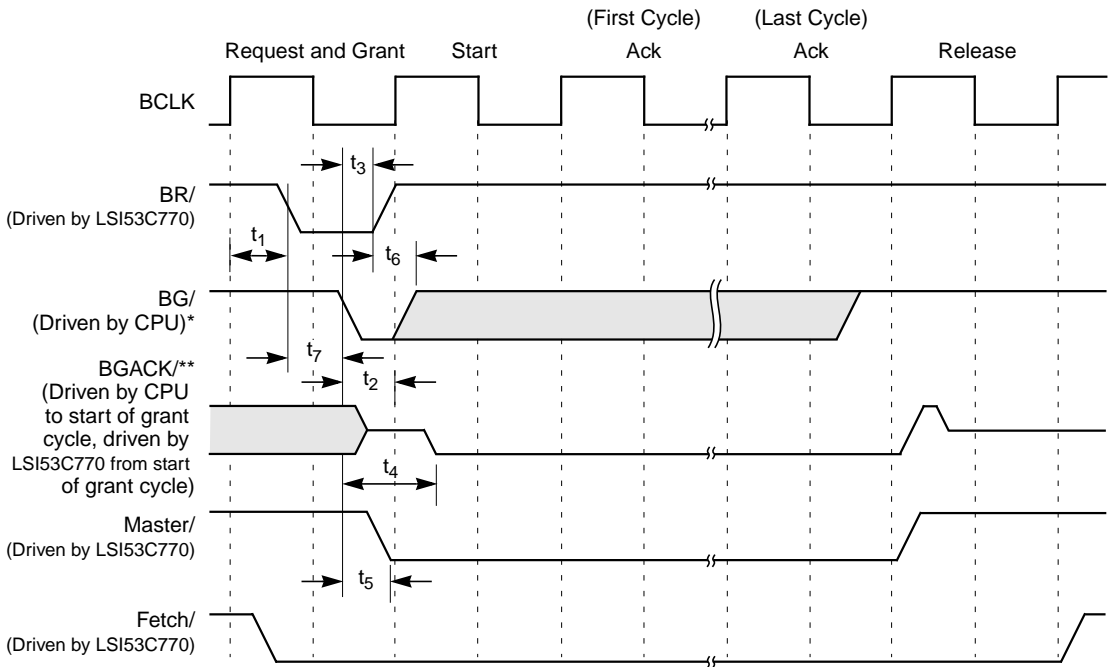 (First Cycle) (Last Cycle)
Request and Grant Start Ack Ack Release
BCLK
t3
BR/
(Driven by LSI53C770)
t1
t6
BG/
(Driven by CPU)*
t7
BGACK/**
t2
(Driven by CPU
to start of grant
cycle, driven by
LSI53C770 from start
t4
of grant cycle)
Master/
(Driven by LSI53C770)
t5
Fetch/
(Driven by LSI53C770)